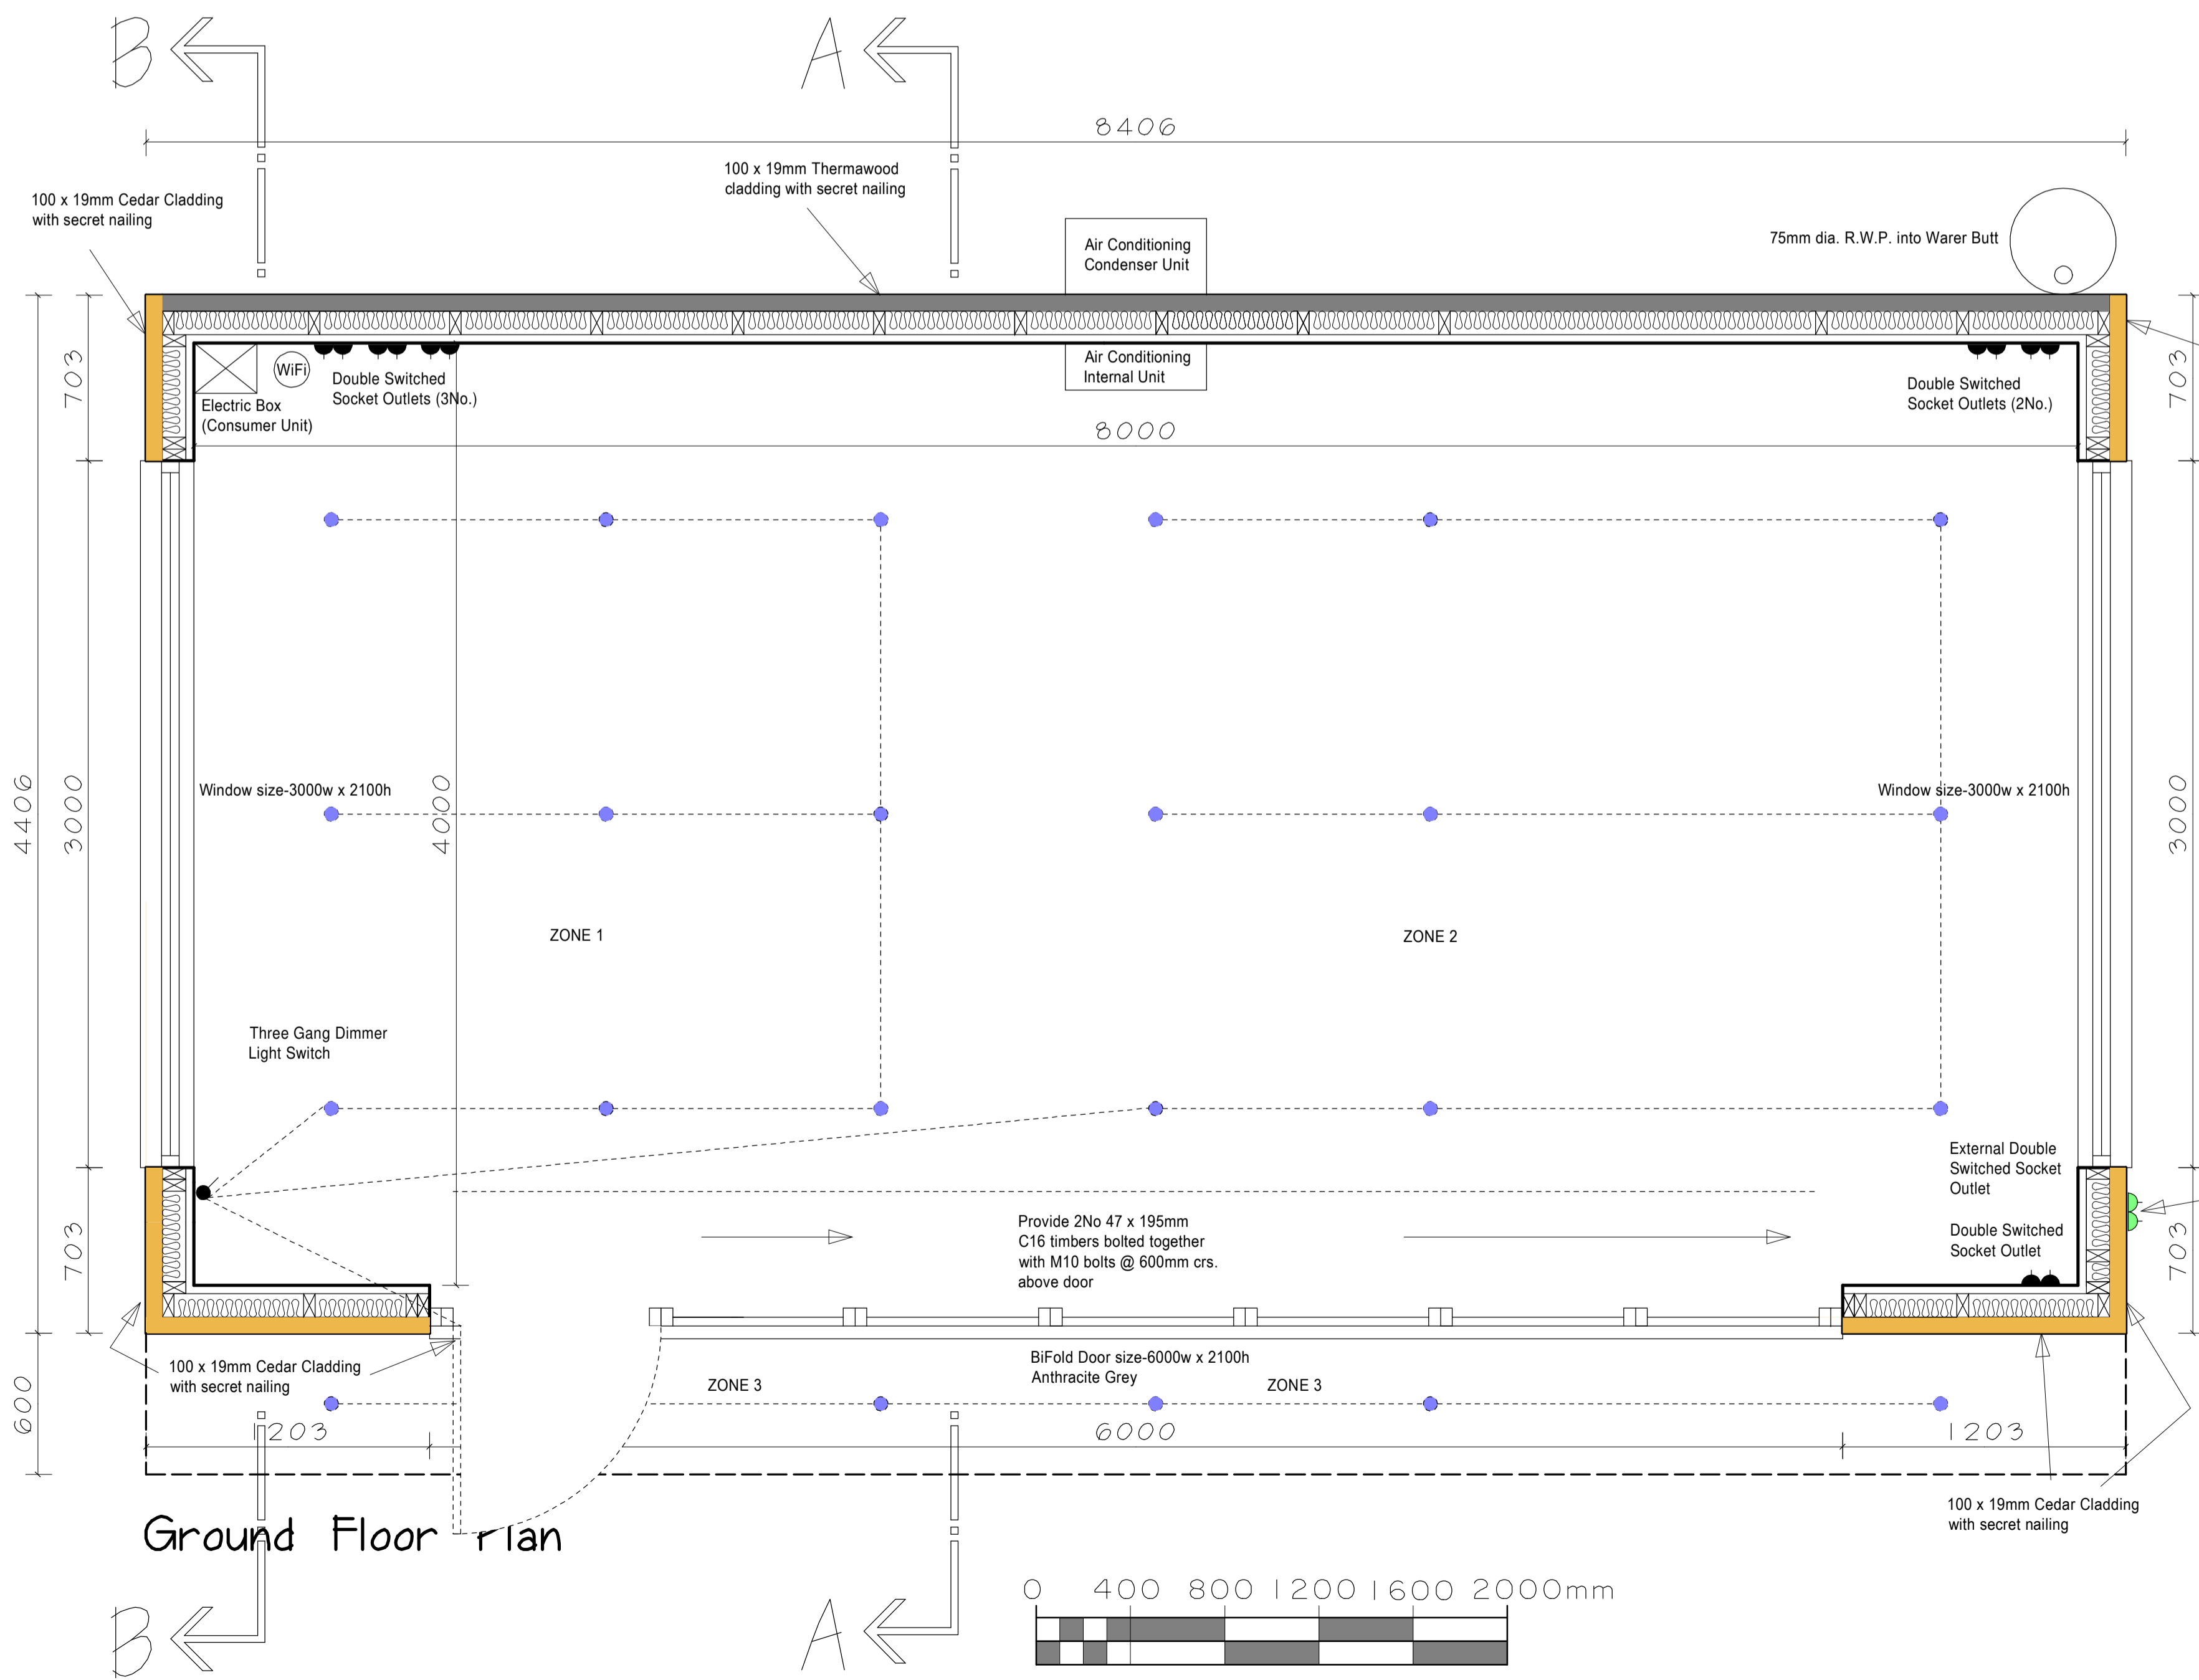 B
A
8406
100 x 19mm Thermawood
cladding with secret nailing
100 x 19mm Cedar Cladding
with secret nailing
Air Conditioning
Condenser Unit
75mm dia. R.W.P. into Warer Butt
703
703
WiFi
Air Conditioning
Internal Unit
Double Switched
Socket Outlets (3No.)
Double Switched
Socket Outlets (2No.)
Electric Box
(Consumer Unit)
8000
4406
3000
4000
3000
Window size-3000w x 2100h
Window size-3000w x 2100h
ZONE 1
ZONE 2
Three Gang Dimmer
Light Switch
External Double
Switched Socket
Outlet
703
Provide 2No 47 x 195mm
C16 timbers bolted together
with M10 bolts @ 600mm crs.
above door
Double Switched
Socket Outlet
703
100 x 19mm Cedar Cladding
with secret nailing
BiFold Door size-6000w x 2100h
Anthracite Grey
600
ZONE 3
ZONE 3
1203
6000
1203
100 x 19mm Cedar Cladding
with secret nailing
Ground Floor Plan
0 400 800 1200 1600 2000mm
B
A